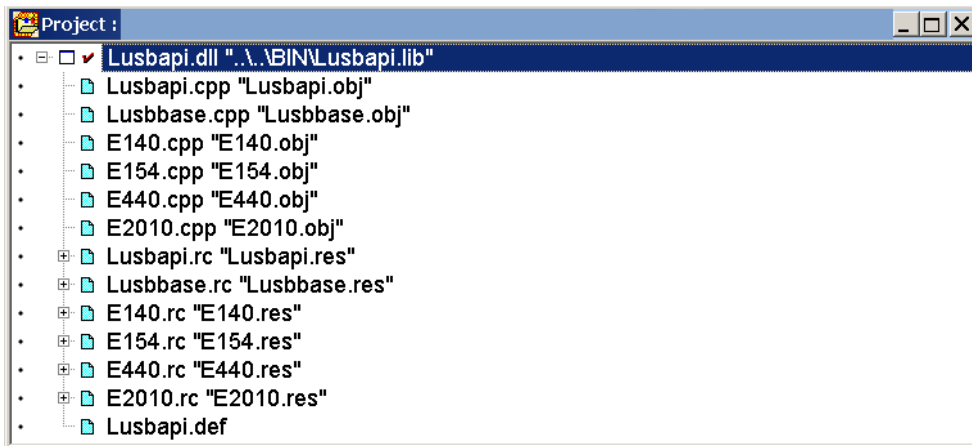 Project :
Lusbapi.dll "..\..\BIN\Lusbapi.lib"
Lusbapi.cpp "Lusbapi.obj"
Lusbbase.cpp "Lusbbase.obj"
E140.cpp "E140.obj"
E154.cpp "E154.obj"
E440.cpp "E440.obj"
E2010.cpp "E2010.obj"
Lusbapi.rc "Lusbapi.res"
Lusbbase.rc "Lusbbase.res"
E140.rc "E140.res"
E154.rc "E154.res"
E440.rc "E440.res"
E2010.rc "E2010.res"
Lusbapi.def